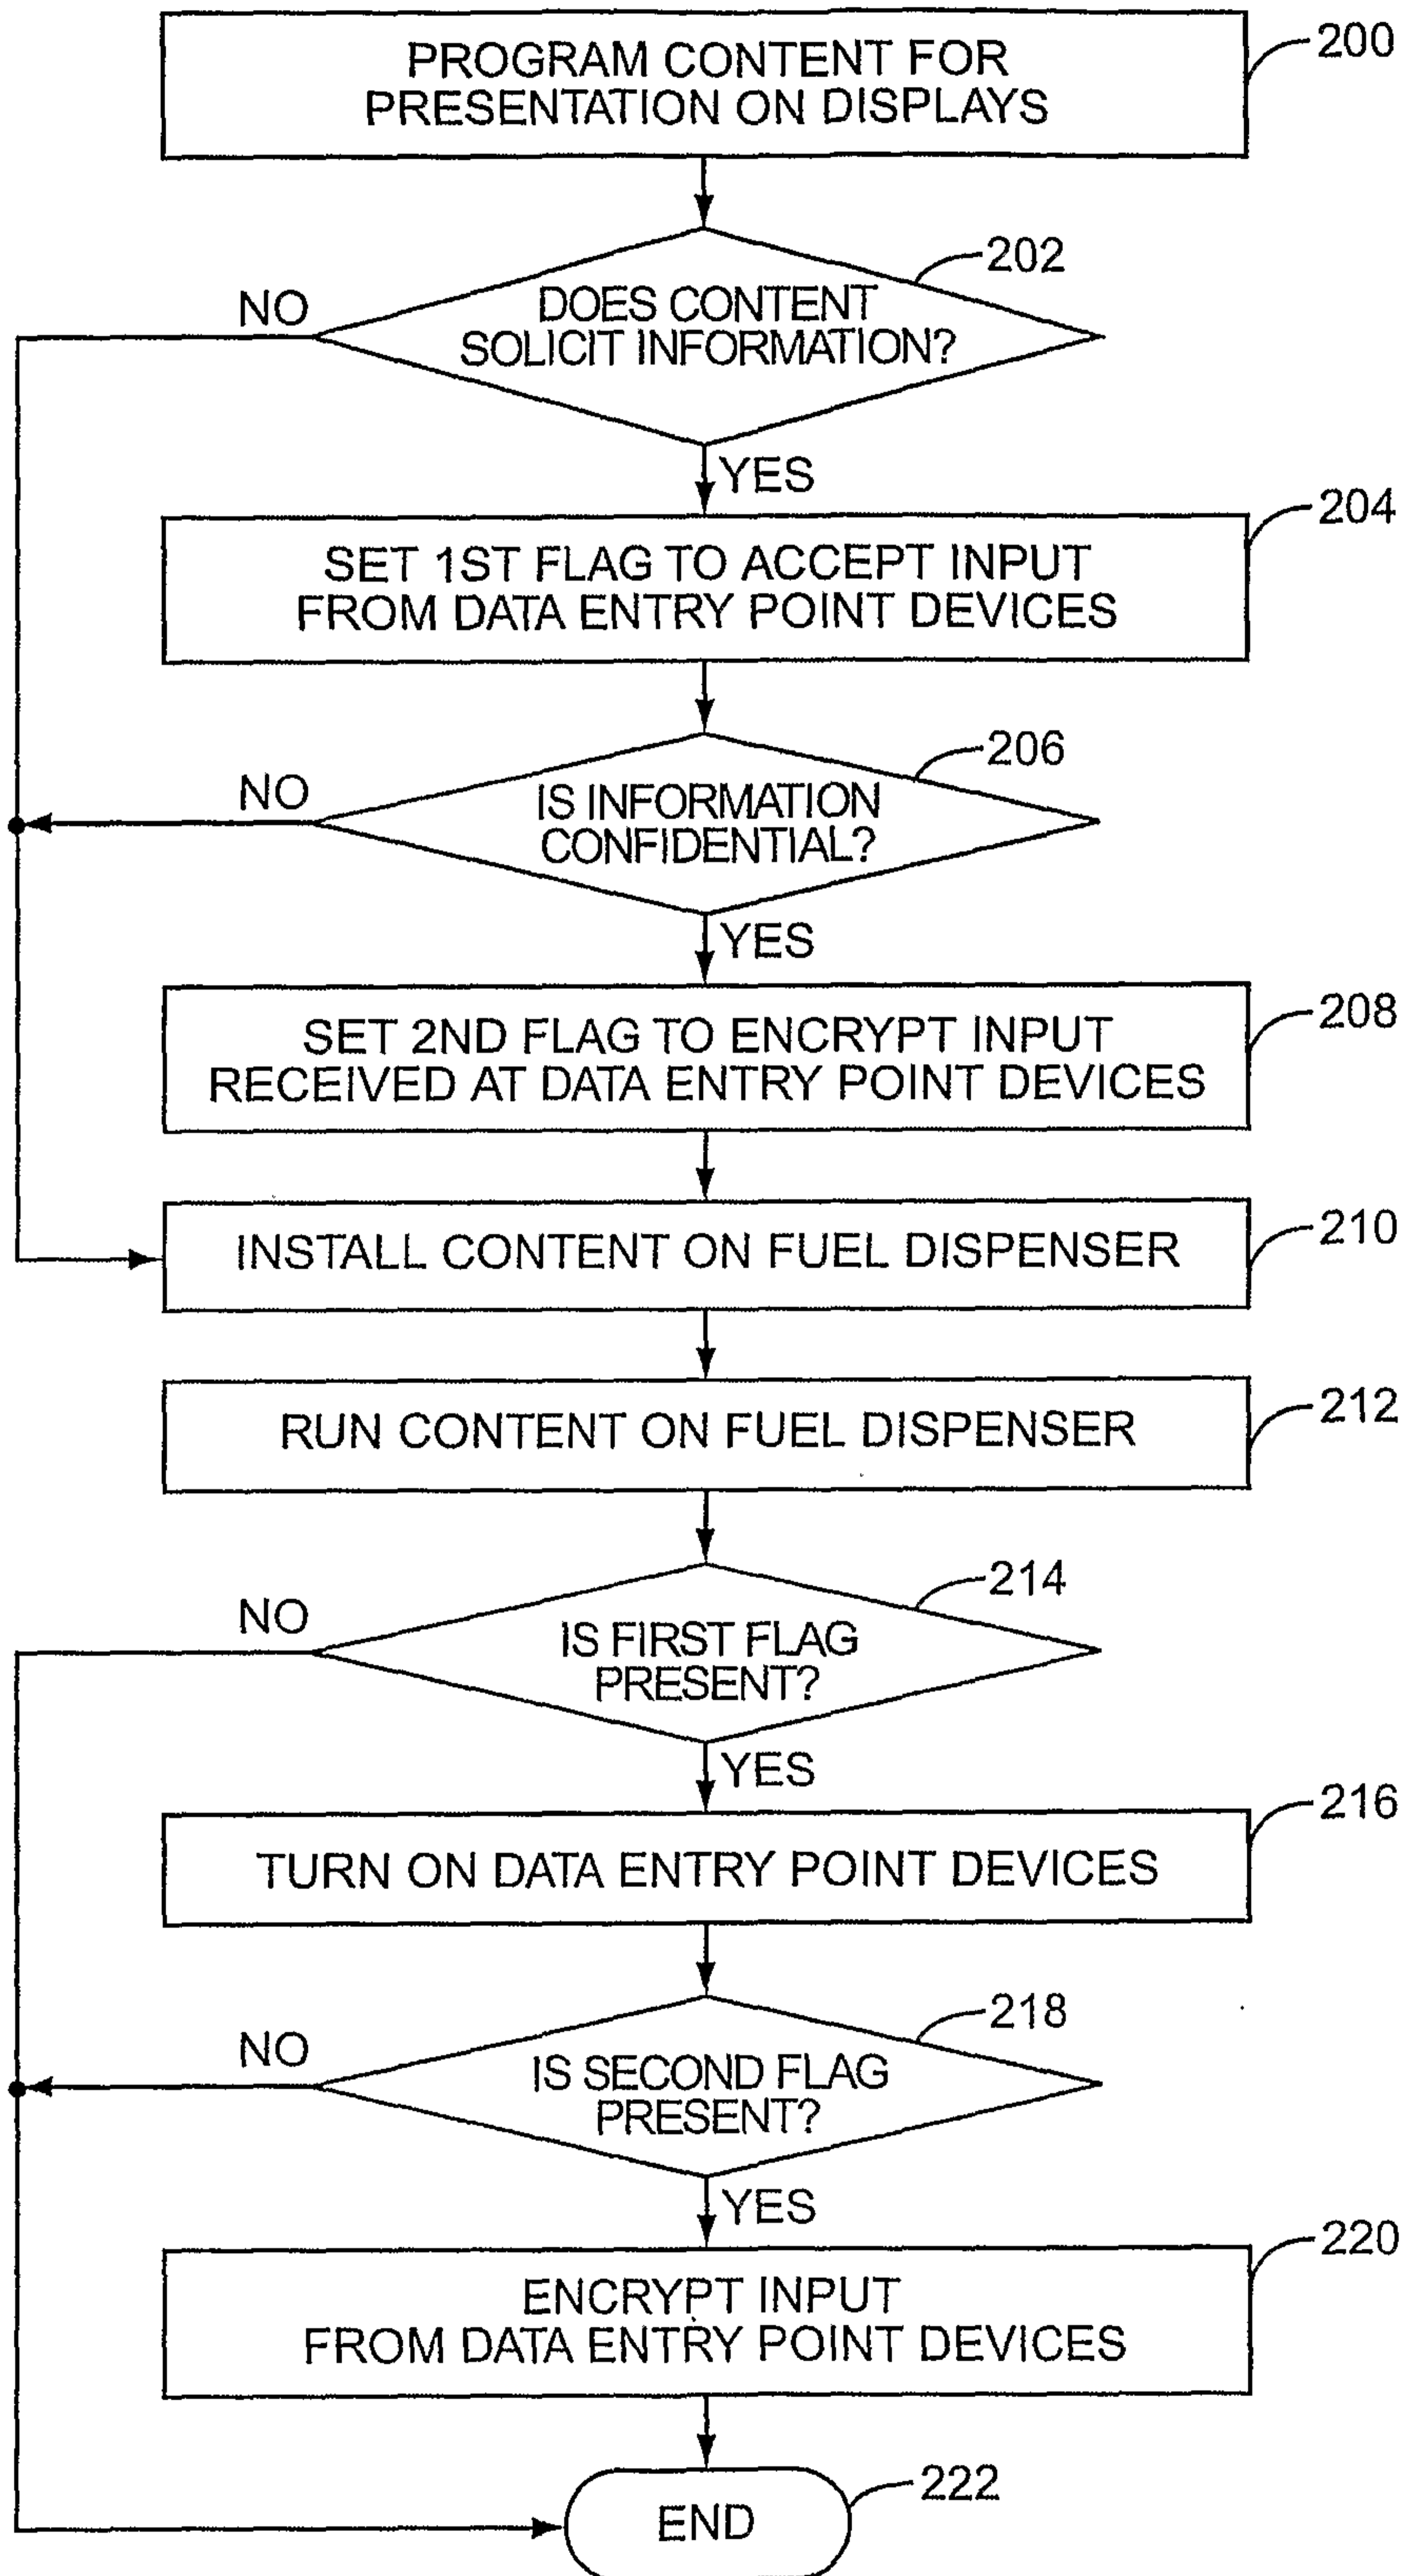 PROGRAM CONTENT FOR
PRESENTATION ON DISPLAYS
200
202
NO
DOES CONTENT
SOLICIT INFORMATION?
YES
204
SET 1ST FLAG TO ACCEPT INPUT
FROM DATA ENTRY POINT DEVICES
206
NO
IS INFORMATION
CONFIDENTIAL?
YES
208
SET 2ND FLAG TO ENCRYPT INPUT
RECEIVED AT DATA ENTRY POINT DEVICES
210
INSTALL CONTENT ON FUEL DISPENSER
212
RUN CONTENT ON FUEL DISPENSER
214
NO
IS FIRST FLAG
PRESENT?
YES
216
TURN ON DATA ENTRY POINT DEVICES
218
NO
IS SECOND FLAG
PRESENT?
YES
220
ENCRYPT INPUT
FROM DATA ENTRY POINT DEVICES
222
END